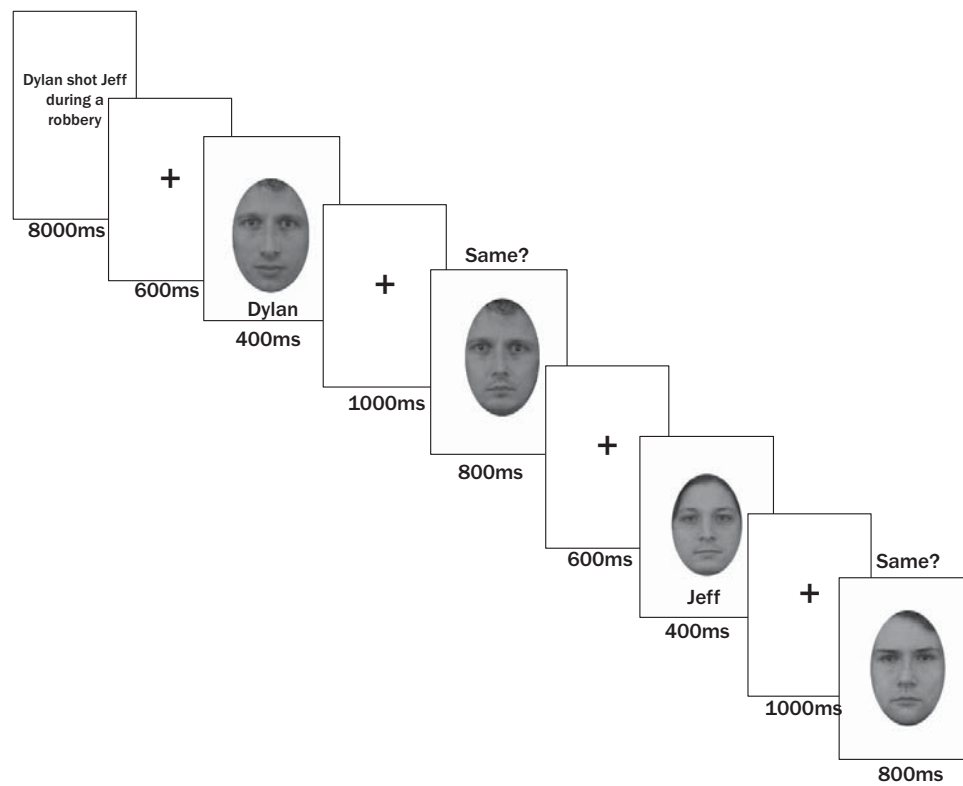 Dylan shot Jeff
during a
robbery
8000ms
+
600ms
Dylan
400ms
+
1000ms
Same?
800ms
+
600ms
Jeff
400ms
+
1000ms
Same?
800ms